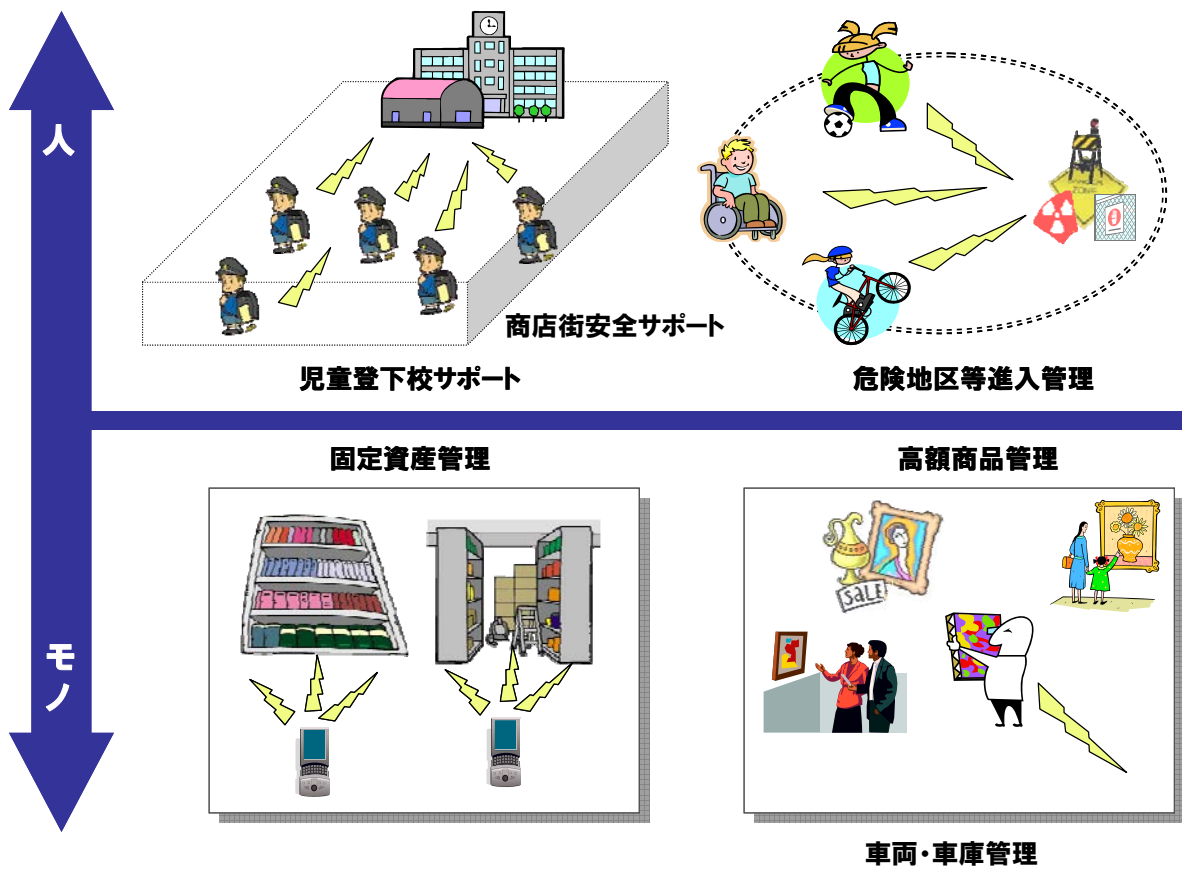 人
商店街安全サポート
児童登下校サポート
危険地区等進入管理
固定資産管理
高額商品管理
SALE
モノ
車両・車庫管理